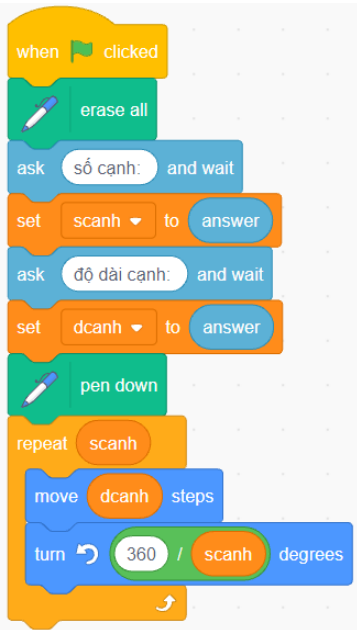 when clicked
erase all
ask số cạnh: and wait
set scanh to answer
ask độ dài cạnh: and wait
set dcanh to answer
pen down
repeat scanh
move dcanh steps
turn 360 / scanh degrees